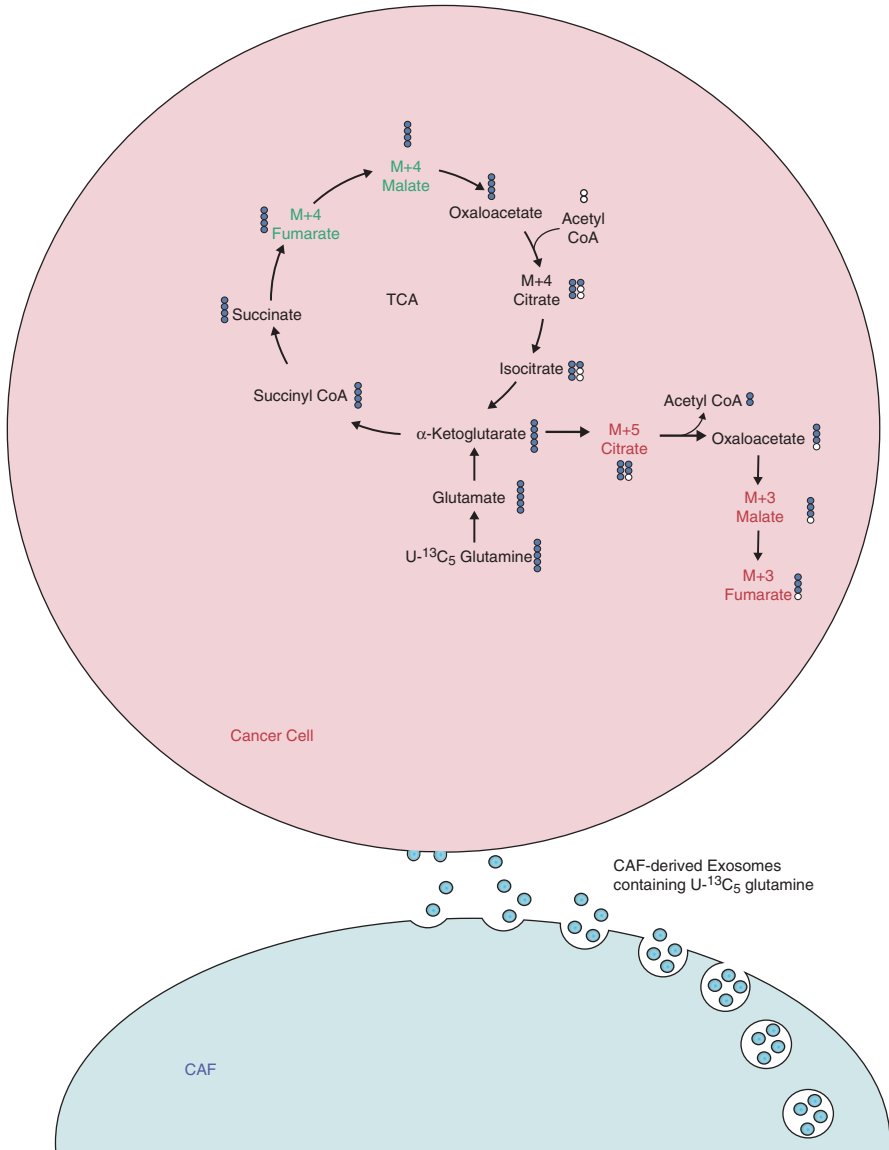 M+4
Malate
M+4
Fumarate
Oxaloacetate
Acetyl
CoA
M+4
Citrate
TCA
Succinate
Isocitrate
Succinyl CoA
Acetyl CoA
α-Ketoglutarate
M+5
Citrate
Oxaloacetate
Glutamate
M+3
Malate
U-¹³C₅ Glutamine
M+3
Fumarate
Cancer Cell
CAF-derived Exosomes
containing U-¹³C₅ glutamine
CAF